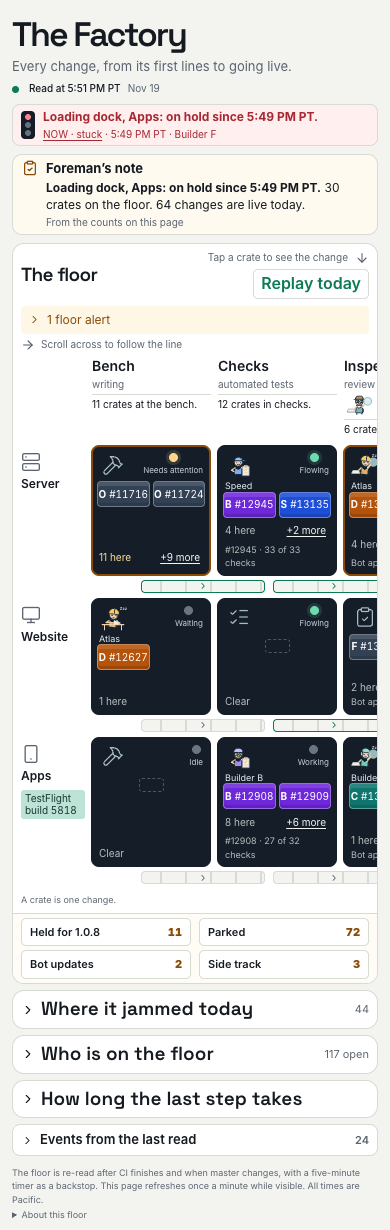 The Factory
Every change, from its first lines to going live.
Read at 5:51 PM PT Nov 19
Loading dock, Apps: on hold since 5:49 PM PT.
NOW · stuck · 5:49 PM PT · Builder F
Foreman's note
Loading dock, Apps: on hold since 5:49 PM PT. 30
crates on the floor. 64 changes are live today.
From the counts on this page
Tap a crate to see the change ↓
The floor
Replay today
1 floor alert
→ Scroll across to follow the line
Bench Checks Inspe
writing automated tests review
11 crates at the bench. 12 crates in checks.
6 crate
Server
Needs attention Flowing
Speed Atlas
O #11716 O #11724 B #12945 S #13135 D #13
4 here +2 more 4 her
11 here +9 more #12945 · 33 of 33
checks
Bot ap
Website
Waiting Flowing
Atlas
D #12627 F #13
1 here Clear 2 here
Bot ap
Apps
TestFlight
build 5818
Idle Working
Builder B Builde
B #12908 B #12909 C #13
8 here +6 more 1 here
Clear #12908 · 27 of 32
checks
Bot ap
A crate is one change.
Held for 1.0.8 11 Parked 72
Bot updates 2 Side track 3
Where it jammed today 44
Who is on the floor 117 open
How long the last step takes
Events from the last read 24
The floor is re-read after CI finishes and when master changes, with a five-minute
timer as a backstop. This page refreshes once a minute while visible. All times are
Pacific.
About this floor